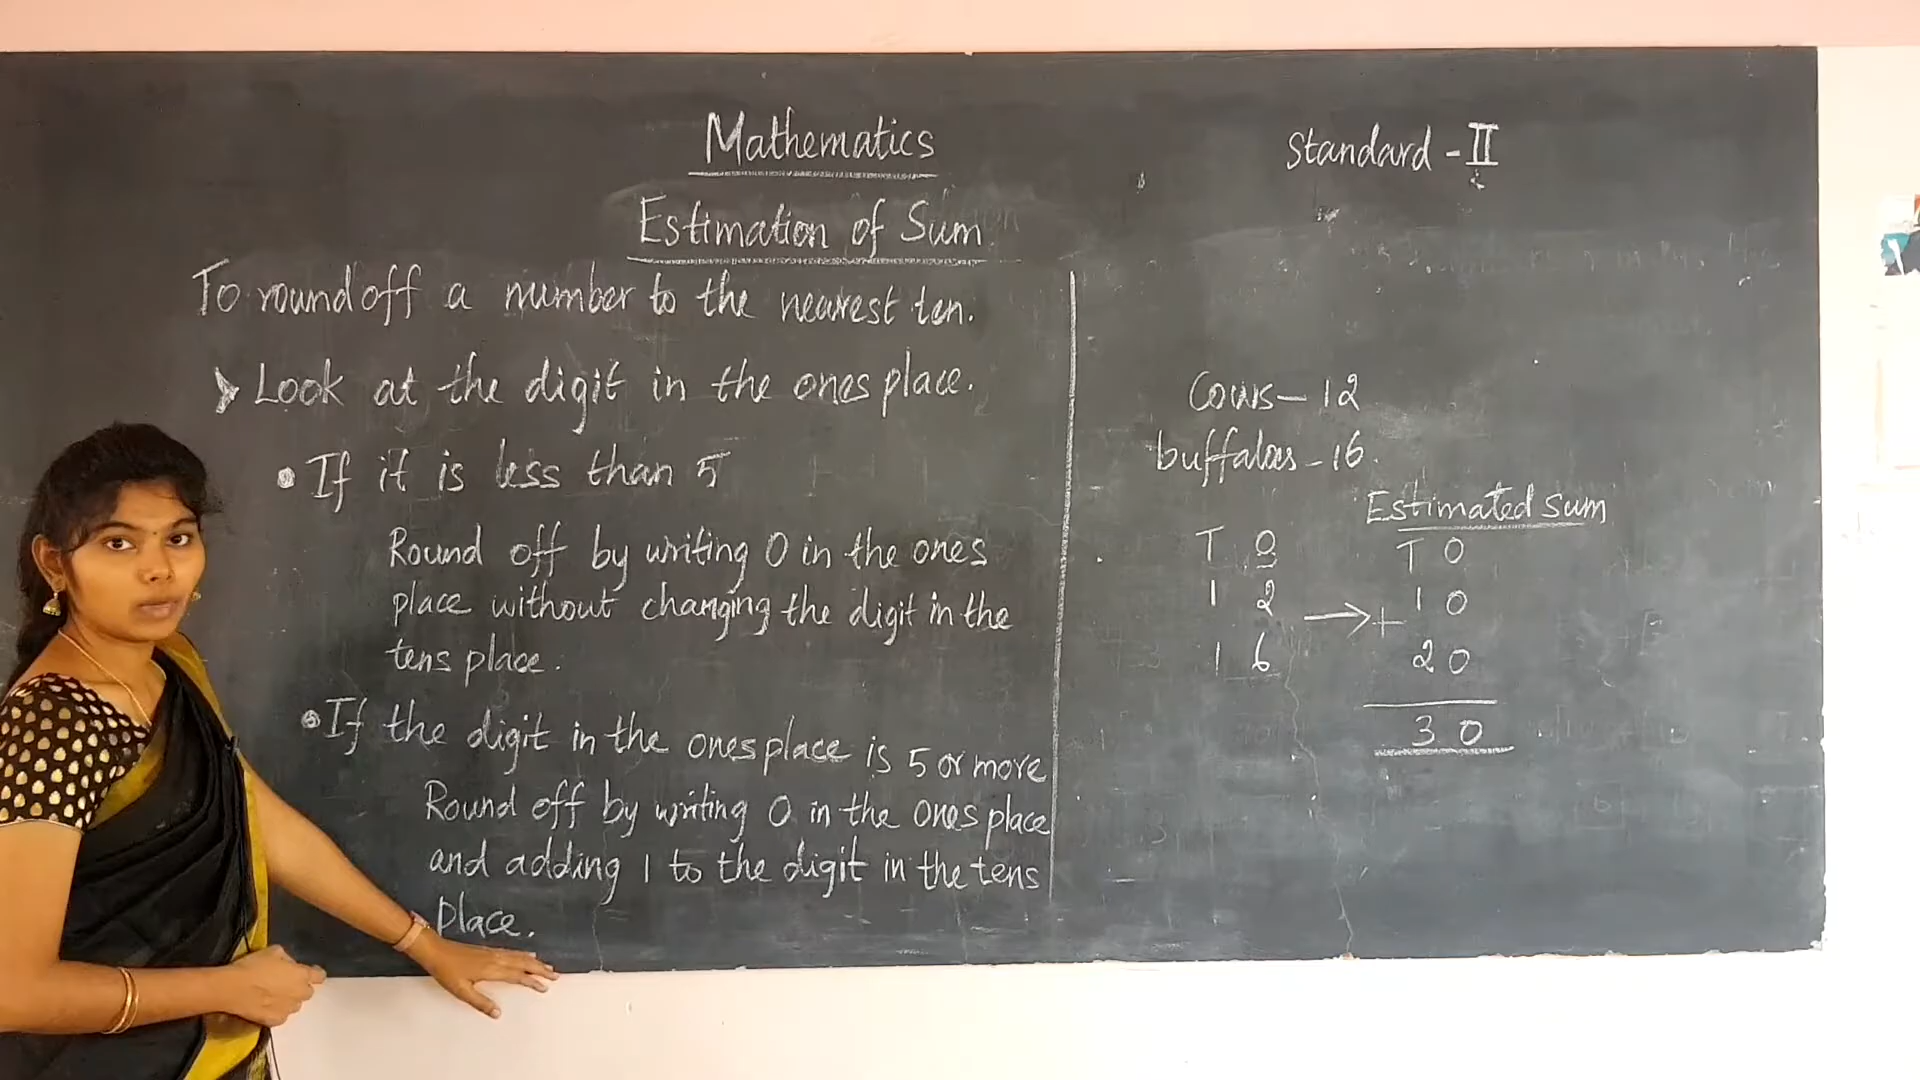 Mathematics
Standard - II
Estimation of Sum
To round off a number to the nearest ten.
Look at the digit in the ones place.
• If it is less than 5
Round off by writing 0 in the ones
place without changing the digit in the
tens place.
• If the digit in the ones place is 5 or more
Round off by writing 0 in the ones place
and adding 1 to the digit in the tens
place.
Cows - 12
buffaloes - 16.
Estimated sum
T O T O
1 2 → + 1 0
1 6 2 0
3 0